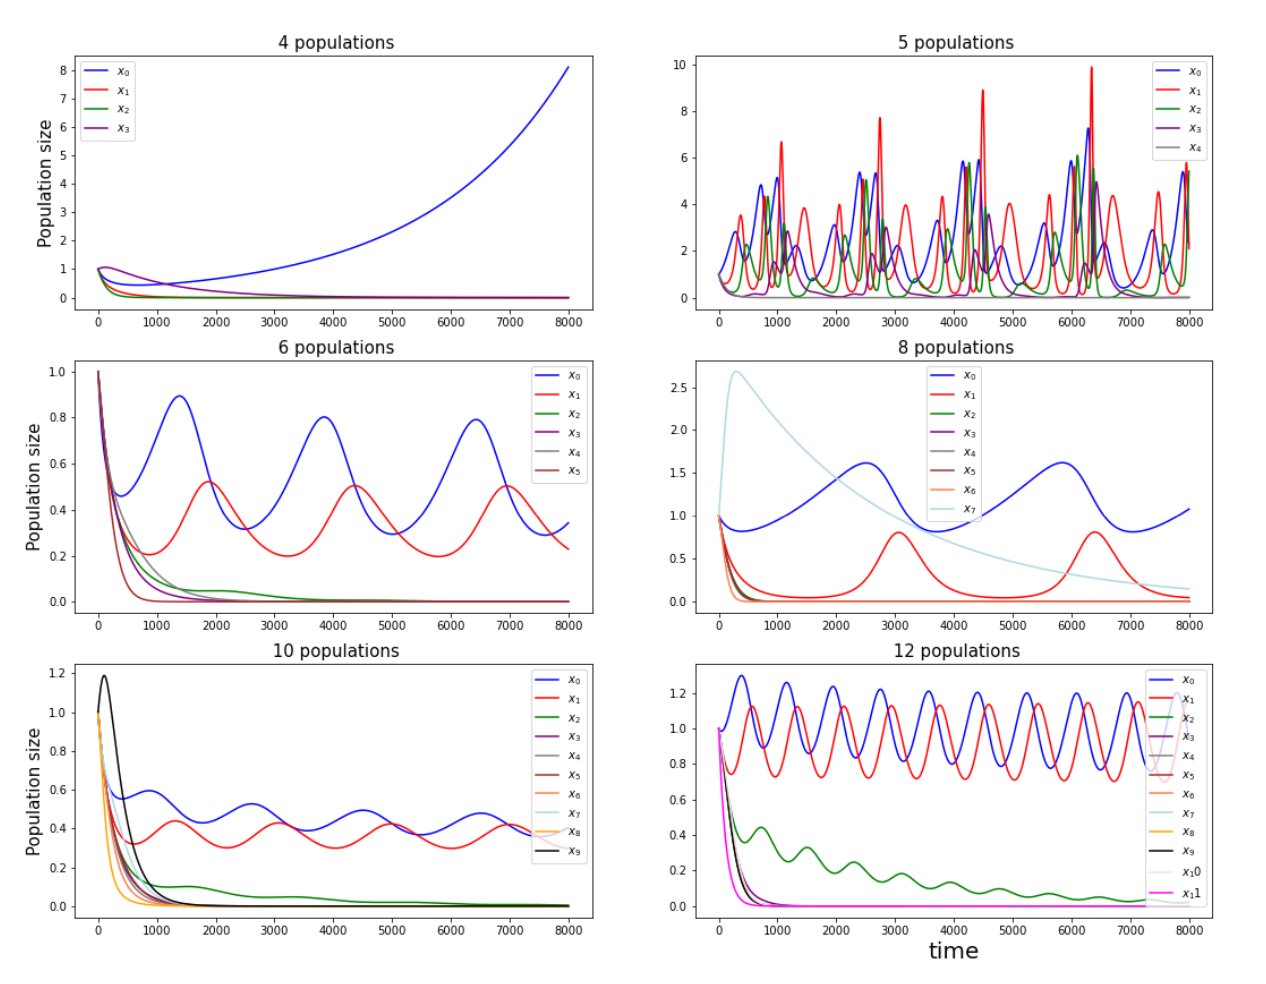 4 populations
Population size
8
7
6
5
4
3
2
1
0
x0
x1
x2
x3
0 1000 2000 3000 4000 5000 6000 7000 8000
5 populations
10
8
6
4
2
0
x0
x1
x2
x3
x4
0 1000 2000 3000 4000 5000 6000 7000 8000
6 populations
Population size
1.0
0.8
0.6
0.4
0.2
0.0
x0
x1
x2
x3
x4
x5
0 1000 2000 3000 4000 5000 6000 7000 8000
8 populations
2.5
2.0
1.5
1.0
0.5
0.0
x0
x1
x2
x3
x4
x5
x6
x7
0 1000 2000 3000 4000 5000 6000 7000 8000
10 populations
Population size
1.2
1.0
0.8
0.6
0.4
0.2
0.0
x0
x1
x2
x3
x4
x5
x6
x7
x8
x9
0 1000 2000 3000 4000 5000 6000 7000 8000
12 populations
1.2
1.0
0.8
0.6
0.4
0.2
0.0
x0
x1
x2
x3
x4
x5
x6
x7
x8
x9
x10
x11
0 1000 2000 3000 4000 5000 6000 7000 8000
time